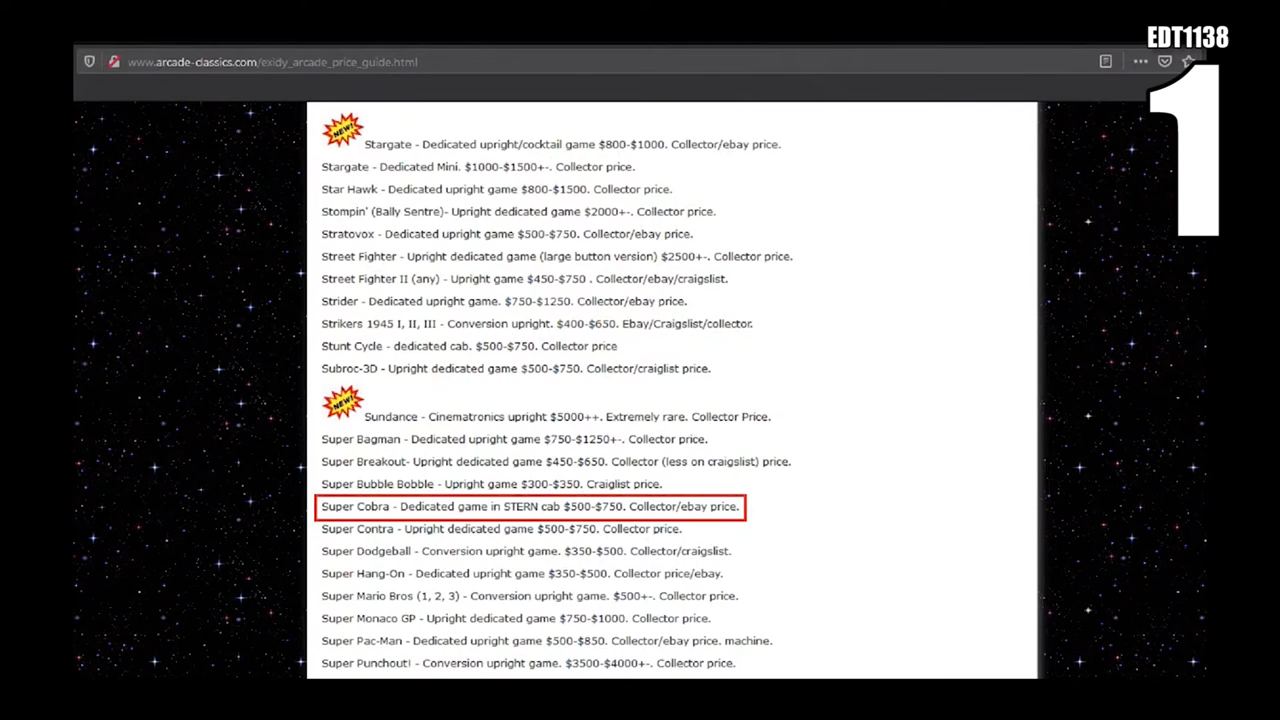 EDT1138
1
www.arcade-classics.com/exidy_arcade_price_guide.html
NEW!
Stargate - Dedicated upright/cocktail game $800-$1000. Collector/ebay price.
Stargate - Dedicated Mini. $1000-$1500+-. Collector price.
Star Hawk - Dedicated upright game $800-$1500. Collector price.
Stompin' (Bally Sentre)- Upright dedicated game $2000+-. Collector price.
Stratovox - Dedicated upright game $500-$750. Collector/ebay price.
Street Fighter - Upright dedicated game (large button version) $2500+-. Collector price.
Street Fighter II (any) - Upright game $450-$750 . Collector/ebay/craigslist.
Strider - Dedicated upright game. $750-$1250. Collector/ebay price.
Strikers 1945 I, II, III - Conversion upright. $400-$650. Ebay/Craigslist/collector.
Stunt Cycle - dedicated cab. $500-$750. Collector price
Subroc-3D - Upright dedicated game $500-$750. Collector/craiglist price.
NEW!
Sundance - Cinematronics upright $5000++. Extremely rare. Collector Price.
Super Bagman - Dedicated upright game $750-$1250+-. Collector price.
Super Breakout- Upright dedicated game $450-$650. Collector (less on craigslist) price.
Super Bubble Bobble - Upright game $300-$350. Craiglist price.
Super Cobra - Dedicated game in STERN cab $500-$750. Collector/ebay price.
Super Contra - Upright dedicated game $500-$750. Collector price.
Super Dodgeball - Conversion upright game. $350-$500. Collector/craigslist.
Super Hang-On - Dedicated upright game $350-$500. Collector price/ebay.
Super Mario Bros (1, 2, 3) - Conversion upright game. $500+-. Collector price.
Super Monaco GP - Upright dedicated game $750-$1000. Collector price.
Super Pac-Man - Dedicated upright game $500-$850. Collector/ebay price. machine.
Super Punchout! - Conversion upright game. $3500-$4000+-. Collector price.